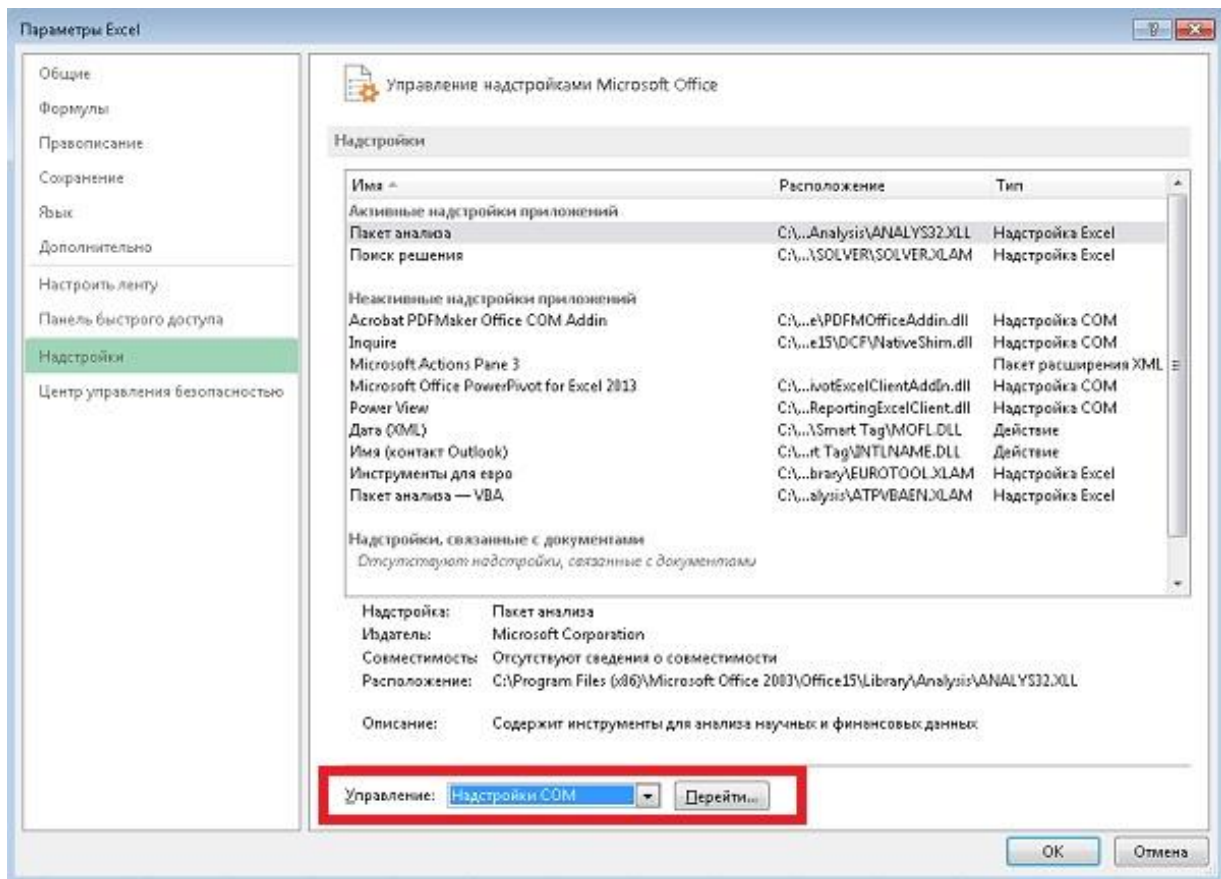 Параметры Excel
Общие
Формулы
Правописание
Сохранение
Язык
Дополнительно
Настроить ленту
Панель быстрого доступа
Надстройки
Центр управления безопасностью
Управление надстройками Microsoft Office
Надстройки
Имя Расположение Тип
Активные надстройки приложений
Пакет анализа C:\...Analysis\ANALYS32.XLL Надстройка Excel
Поиск решения C:\...\SOLVER\SOLVER.XLAM Надстройка Excel
Неактивные надстройки приложений
Acrobat PDFMaker Office COM Addin C:\...e\PDFMOfficeAddin.dll Надстройка COM
Inquire C:\...e15\DCF\NativeShim.dll Надстройка COM
Microsoft Actions Pane 3 Пакет расширения XML
Microsoft Office PowerPivot for Excel 2013 C:\...ivotExcelClientAddIn.dll Надстройка COM
Power View C:\...ReportingExcelClient.dll Надстройка COM
Дата (XML) C:\...\Smart Tag\MOFL.DLL Действие
Имя (контакт Outlook) C:\...rt Tag\INTLNAME.DLL Действие
Инструменты для евро C:\...brary\EUROTOOL.XLAM Надстройка Excel
Пакет анализа — VBA C:\...alysis\ATPVBAEN.XLAM Надстройка Excel
Надстройки, связанные с документами
Отсутствуют надстройки, связанные с документами
Надстройка: Пакет анализа
Издатель: Microsoft Corporation
Совместимость: Отсутствуют сведения о совместимости
Расположение: C:\Program Files (x86)\Microsoft Office 2003\Office15\Library\Analysis\ANALYS32.XLL
Описание: Содержит инструменты для анализа научных и финансовых данных
Управление: Надстройки COM Перейти...
ОК Отмена